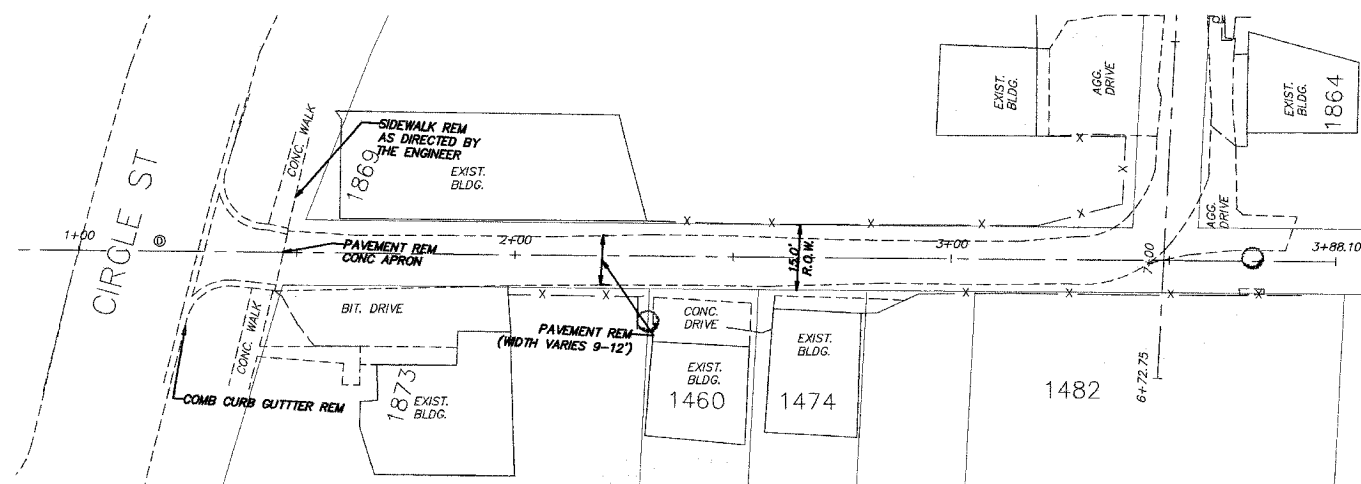 CIRCLE ST
1+00
CONC. WALK
SIDEWALK REM
AS DIRECTED BY
THE ENGINEER
1869
EXIST.
BLDG.
PAVEMENT REM
CONC APRON
2+00
15.0'
R.O.W.
3+00
7+00
3+88.10
EXIST.
BLDG.
AGG.
DRIVE
EXIST.
BLDG.
1864
AGG.
DRIVE
BIT. DRIVE
CONC. WALK
COMB CURB GUTTTER REM
1873
EXIST.
BLDG.
PAVEMENT REM
(WIDTH VARIES 9-12')
CONC.
DRIVE
EXIST.
BLDG.
1460
EXIST.
BLDG.
1474
1482
6+72.75